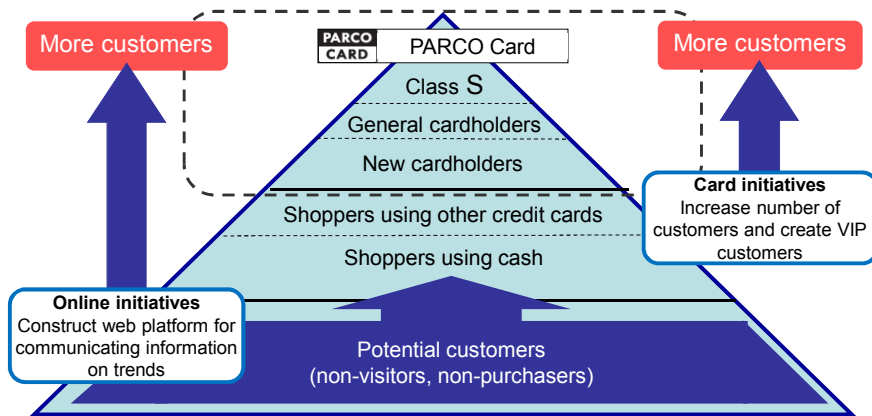 More customers
PARCO
CARD
PARCO Card
More customers
Class S
General cardholders
New cardholders
Card initiatives
Increase number of
customers and create VIP
customers
Shoppers using other credit cards
Shoppers using cash
Online initiatives
Construct web platform for
communicating information
on trends
Potential customers
(non-visitors, non-purchasers)